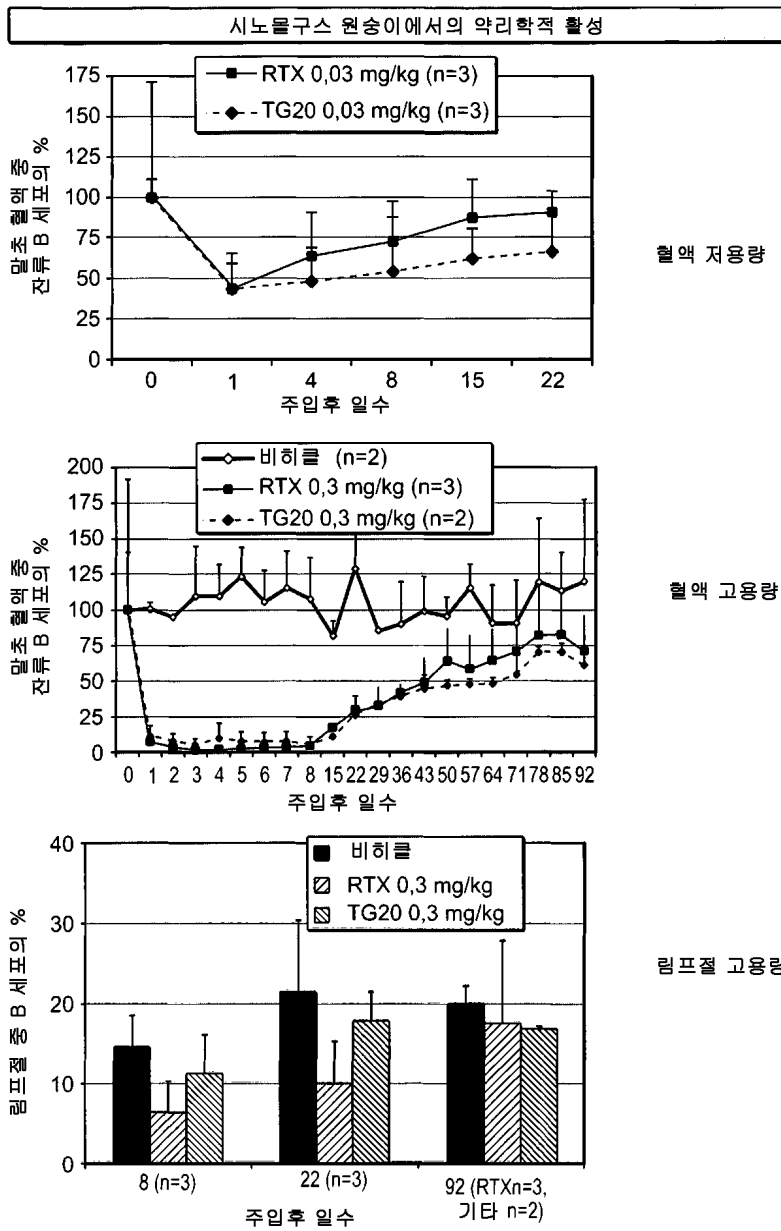 시노몰구스 원숭이에서의 약리학적 활성
RTX 0,03 mg/kg (n=3)
TG20 0,03 mg/kg (n=3)
말초 혈액 중
잔류 B 세포의 %
175
150
125
100
75
50
25
0
0 1 4 8 15 22
주입후 일수
혈액 저용량
비히클 (n=2)
RTX 0,3 mg/kg (n=3)
TG20 0,3 mg/kg (n=2)
말초 혈액 중
잔류 B 세포의 %
200
175
150
125
100
75
50
25
0
0 1 2 3 4 5 6 7 8 15 22 29 36 43 50 57 64 71 78 85 92
주입후 일수
혈액 고용량
비히클
RTX 0,3 mg/kg
TG20 0,3 mg/kg
림프절 중 B 세포의 %
40
30
20
10
0
8 (n=3) 22 (n=3) 92 (RTXn=3,
기타 n=2)
주입후 일수
림프절 고용량